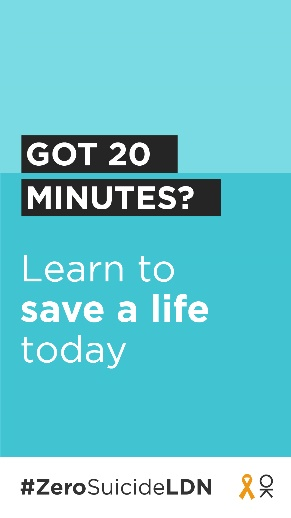 GOT 20
MINUTES?
Learn to
save a life
today
#ZeroSuicideLDN